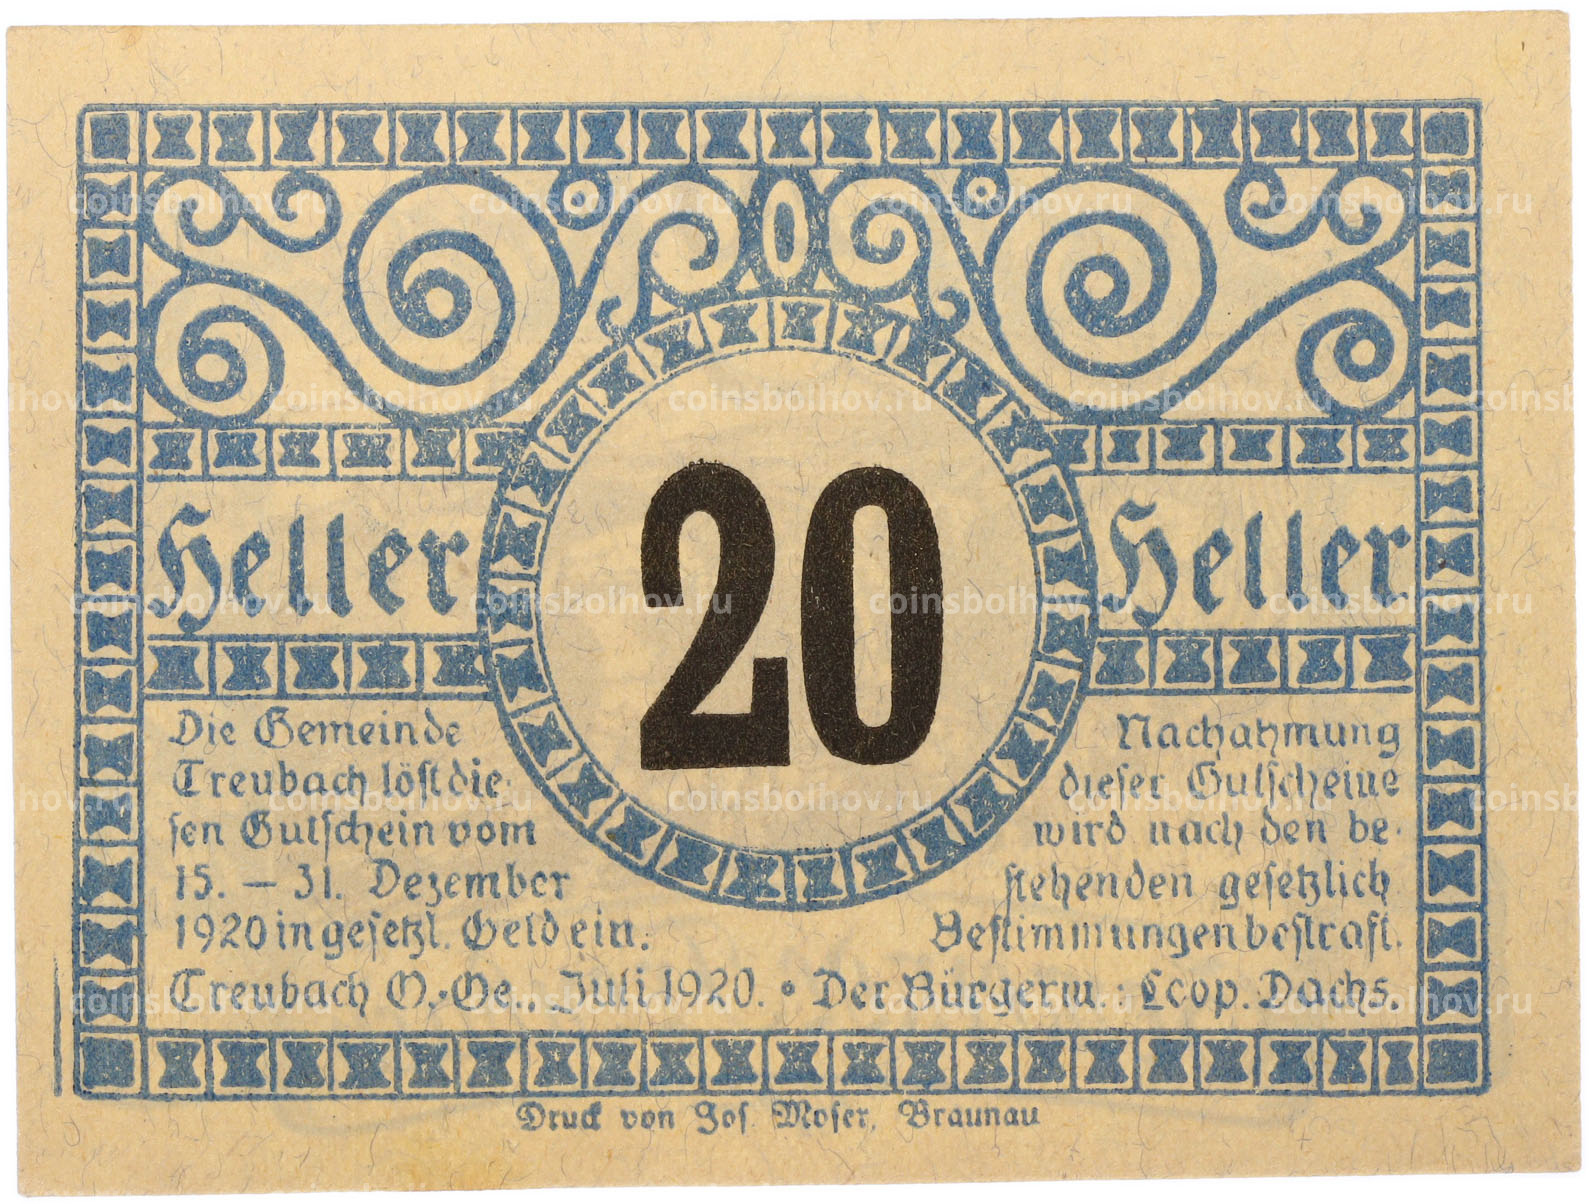 Heller 20 Heller
Die Gemeinde
Treubach löst die-
sen Gutschein vom
15. – 31. Dezember
1920 in gesetzl. Geld ein.
Nachahmung
dieser Gutscheine
wird nach den be-
stehenden gesetzlich
Bestimmungen bestraft.
Treubach O.-Oe., Juli 1920. • Der Bürgerm.: Leop. Dachs.
Druck von Jos. Moser, Braunau
coinsbolhov.ru